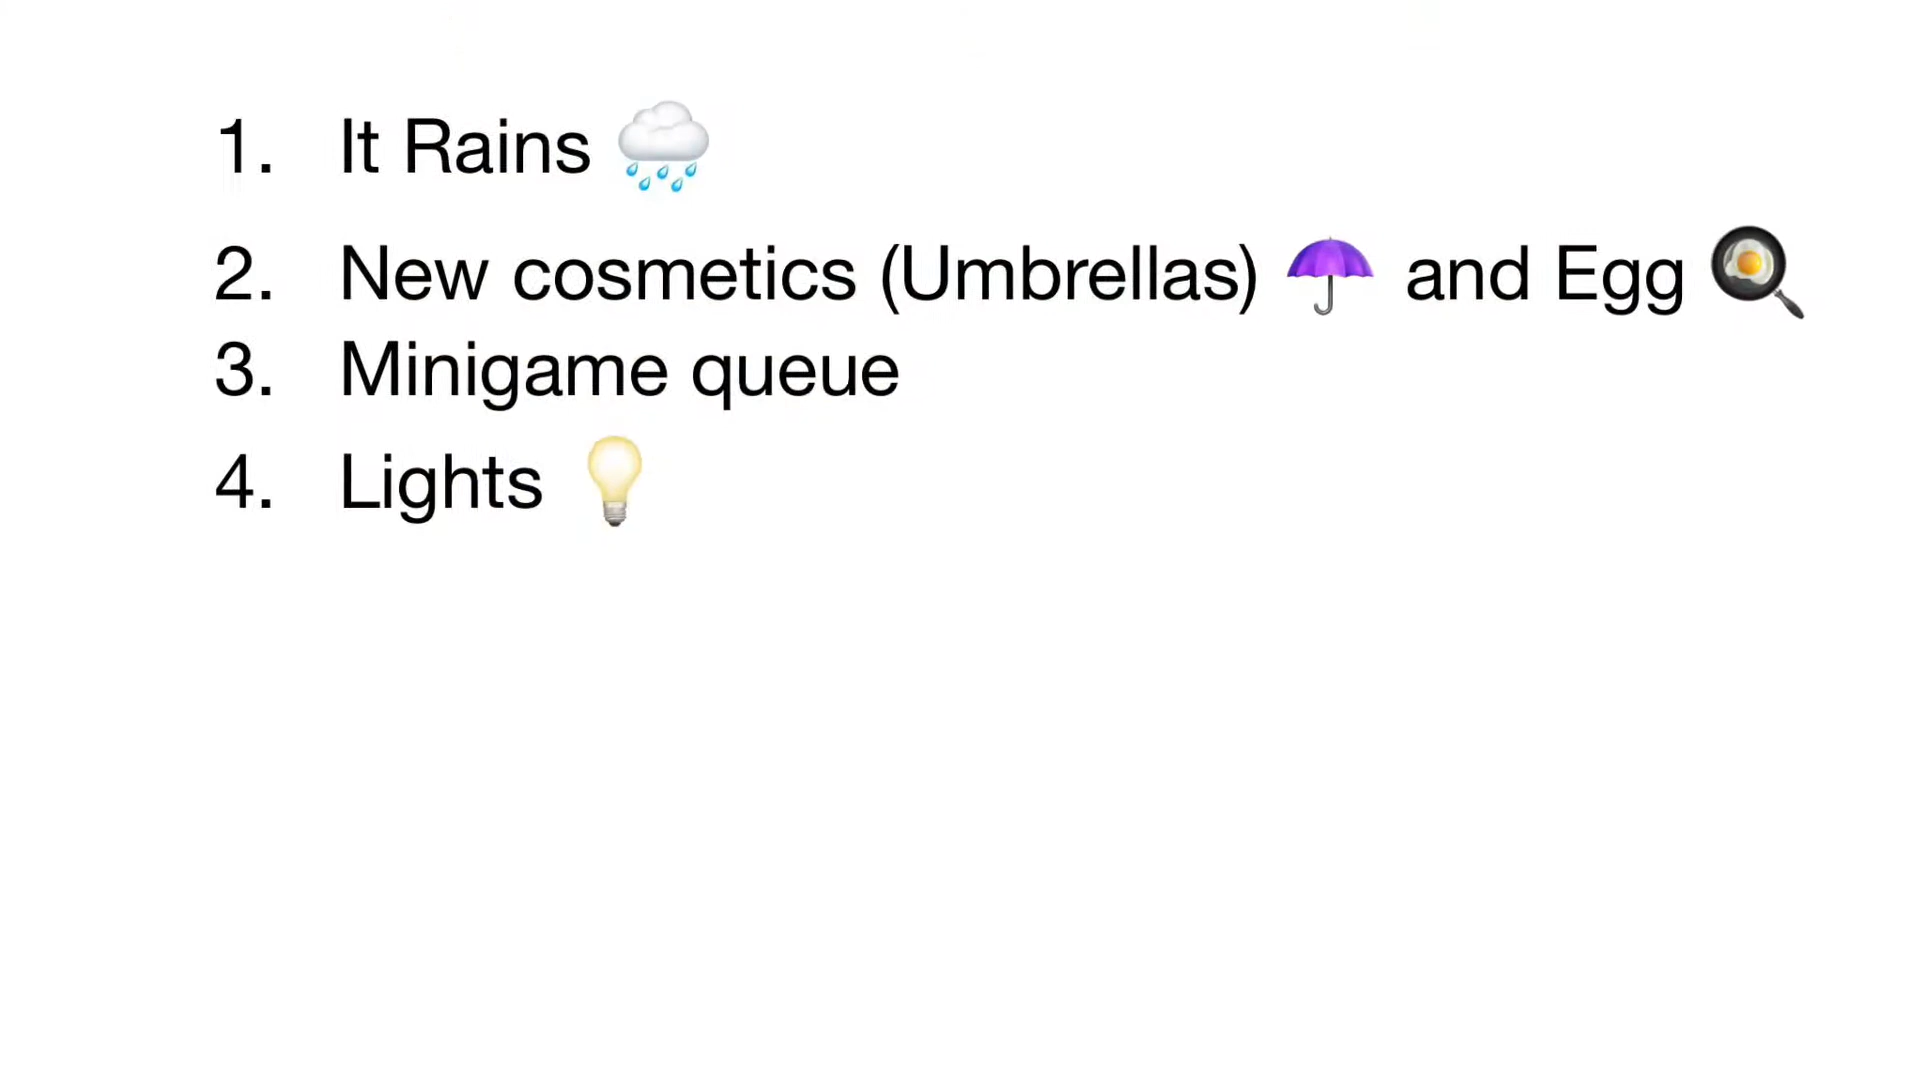 1. It Rains 🌧️
2. New cosmetics (Umbrellas) ☂️ and Egg 🍳
3. Minigame queue
4. Lights 💡